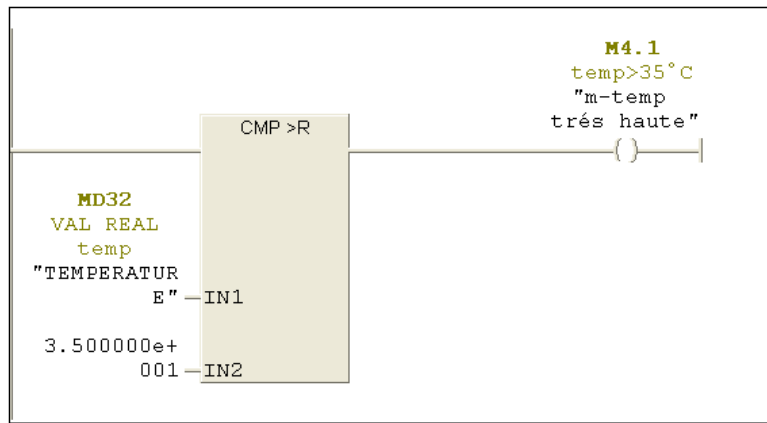 M4.1
temp>35°C
"m-temp
trés haute"
CMP >R
( )
MD32
VAL REAL
temp
"TEMPERATUR
E"
IN1
3.500000e+
001
IN2